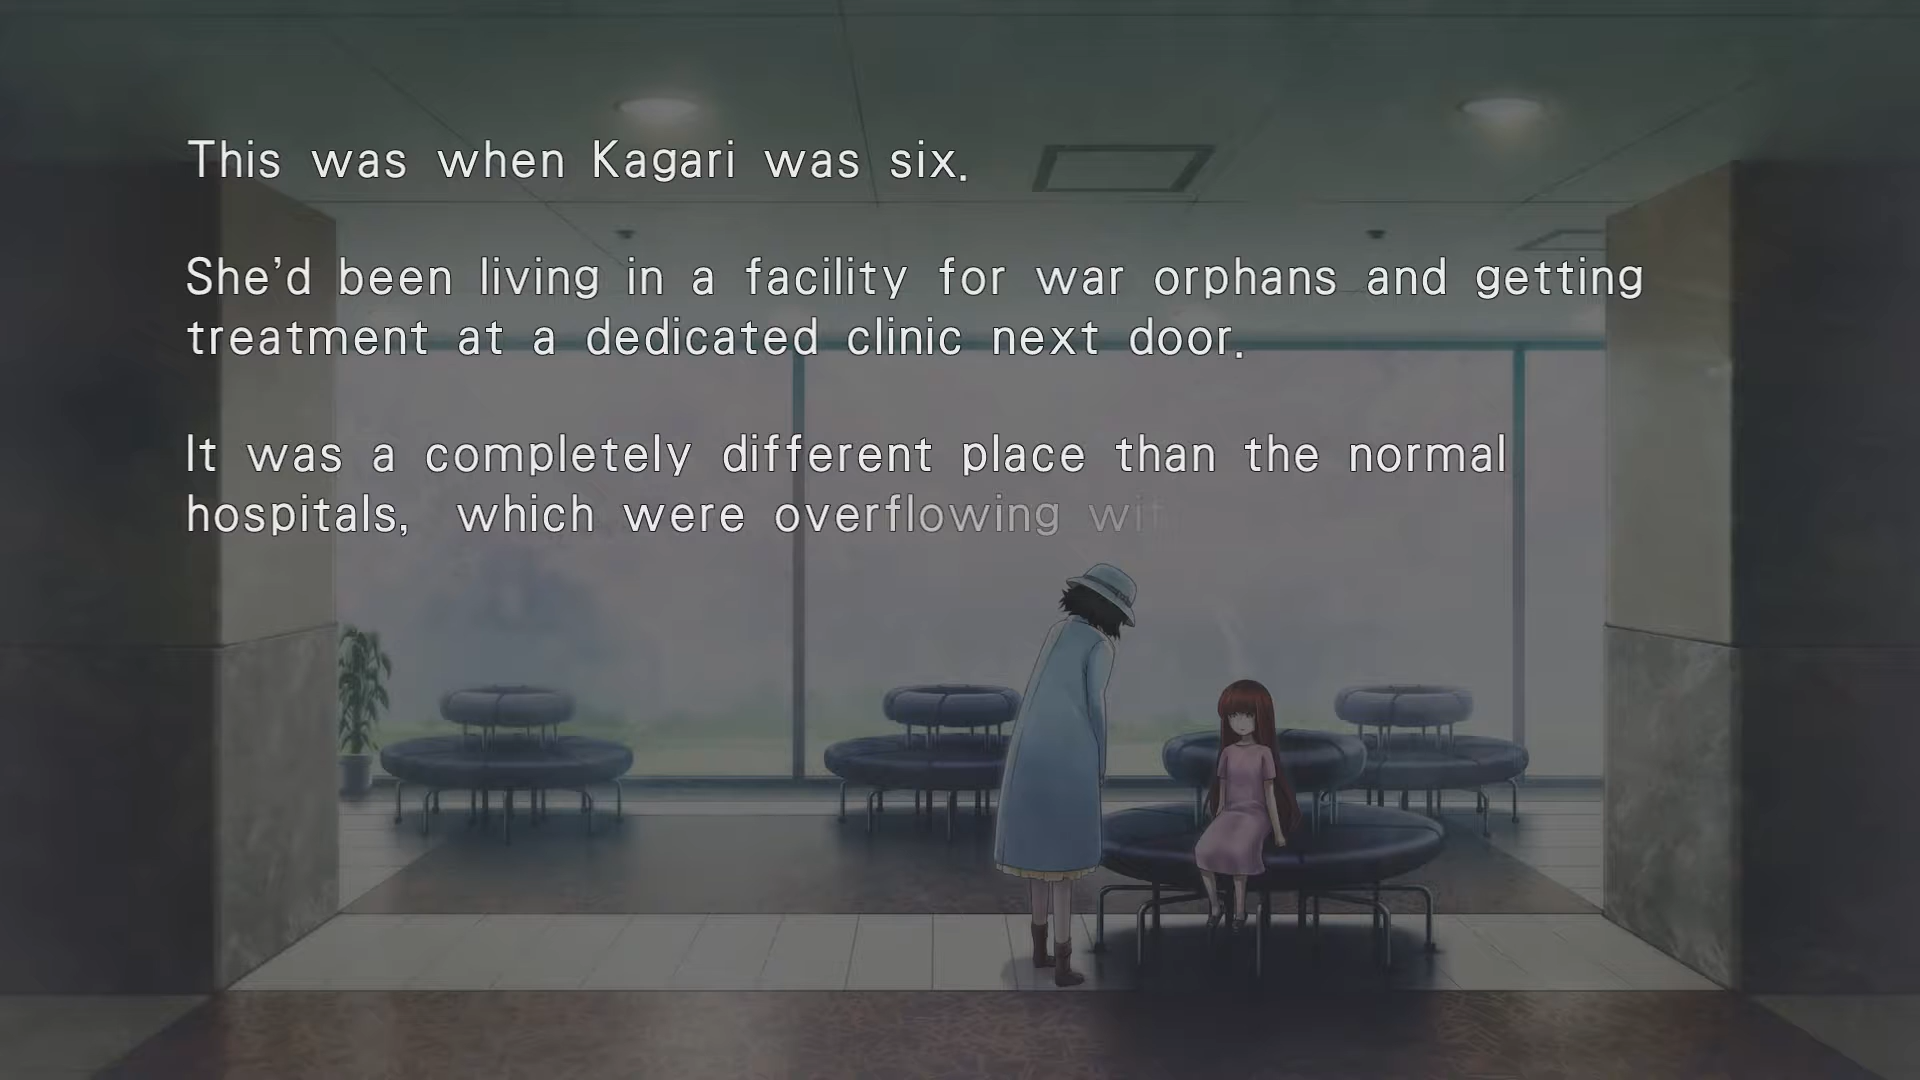 This was when Kagari was six.
She'd been living in a facility for war orphans and getting
treatment at a dedicated clinic next door.
It was a completely different place than the normal
hospitals, which were overflowing